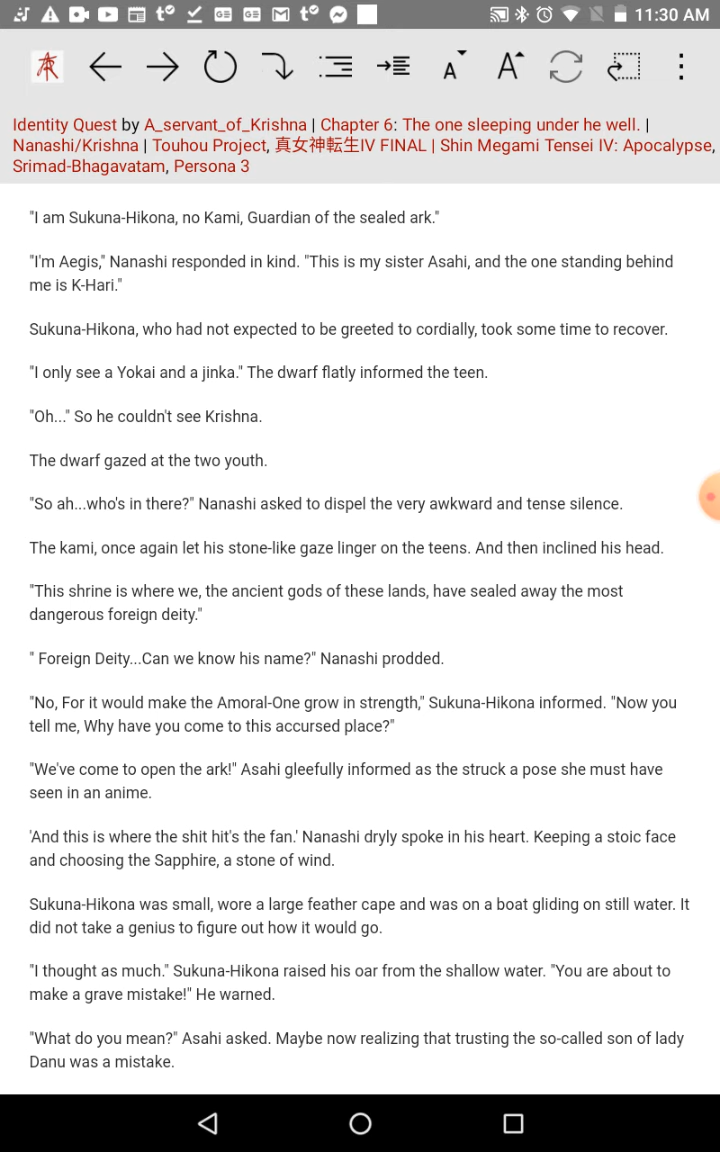 11:30 AM
Identity Quest by A_servant_of_Krishna | Chapter 6: The one sleeping under he well. |
Nanashi/Krishna | Touhou Project, 真女神転生IV FINAL | Shin Megami Tensei IV: Apocalypse,
Srimad-Bhagavatam, Persona 3
"I am Sukuna-Hikona, no Kami, Guardian of the sealed ark."
"I'm Aegis," Nanashi responded in kind. "This is my sister Asahi, and the one standing behind
me is K-Hari."
Sukuna-Hikona, who had not expected to be greeted to cordially, took some time to recover.
"I only see a Yokai and a jinka." The dwarf flatly informed the teen.
"Oh..." So he couldn't see Krishna.
The dwarf gazed at the two youth.
"So ah...who's in there?" Nanashi asked to dispel the very awkward and tense silence.
The kami, once again let his stone-like gaze linger on the teens. And then inclined his head.
"This shrine is where we, the ancient gods of these lands, have sealed away the most
dangerous foreign deity."
" Foreign Deity...Can we know his name?" Nanashi prodded.
"No, For it would make the Amoral-One grow in strength," Sukuna-Hikona informed. "Now you
tell me, Why have you come to this accursed place?"
"We've come to open the ark!" Asahi gleefully informed as the struck a pose she must have
seen in an anime.
'And this is where the shit hit's the fan.' Nanashi dryly spoke in his heart. Keeping a stoic face
and choosing the Sapphire, a stone of wind.
Sukuna-Hikona was small, wore a large feather cape and was on a boat gliding on still water. It
did not take a genius to figure out how it would go.
"I thought as much." Sukuna-Hikona raised his oar from the shallow water. "You are about to
make a grave mistake!" He warned.
"What do you mean?" Asahi asked. Maybe now realizing that trusting the so-called son of lady
Danu was a mistake.